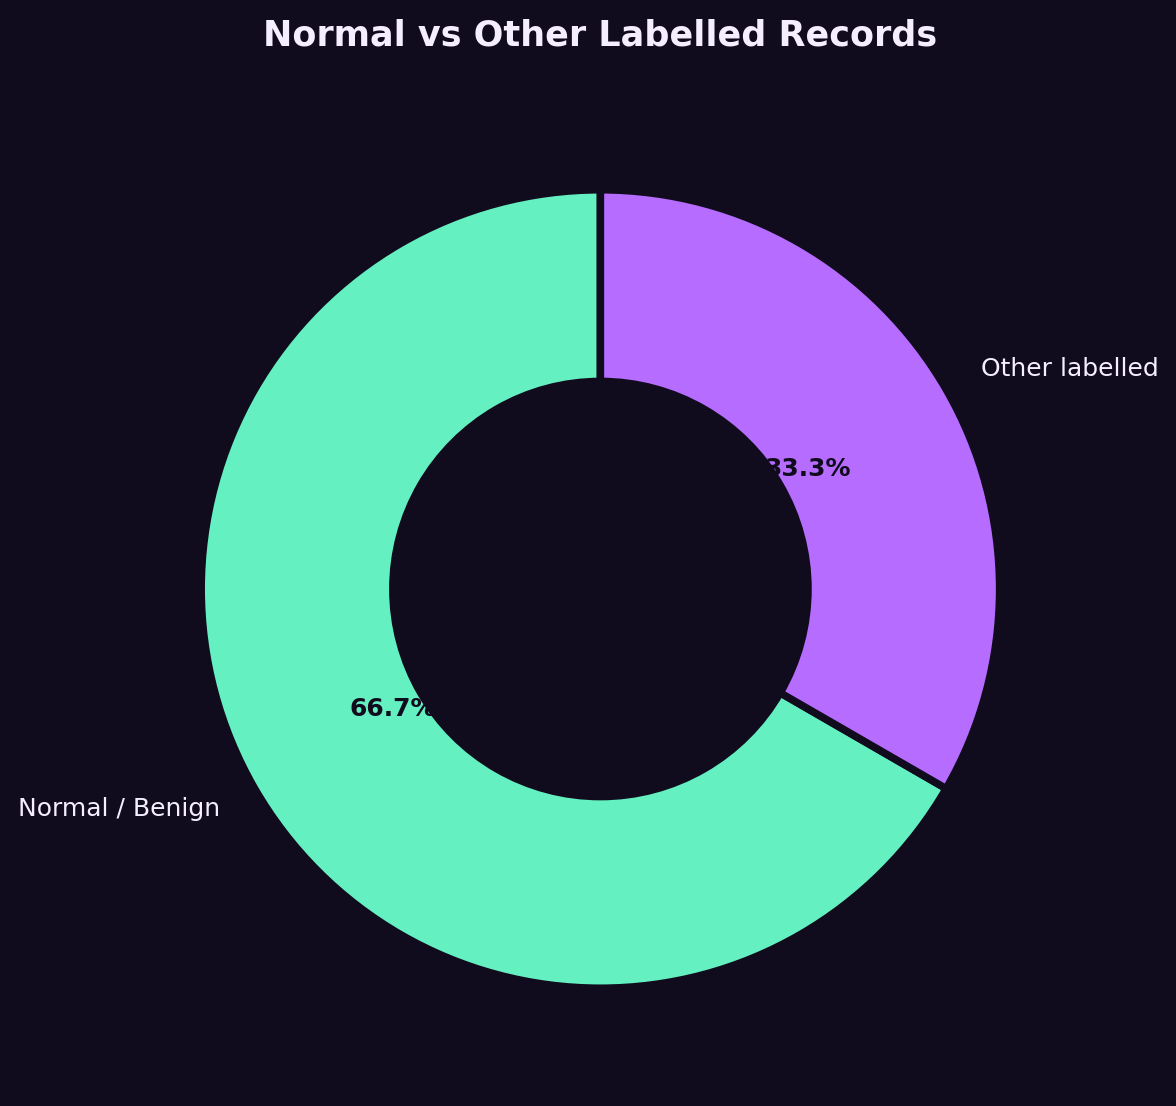 Normal vs Other Labelled Records
Other labelled
33.3%
66.7%
Normal / Benign